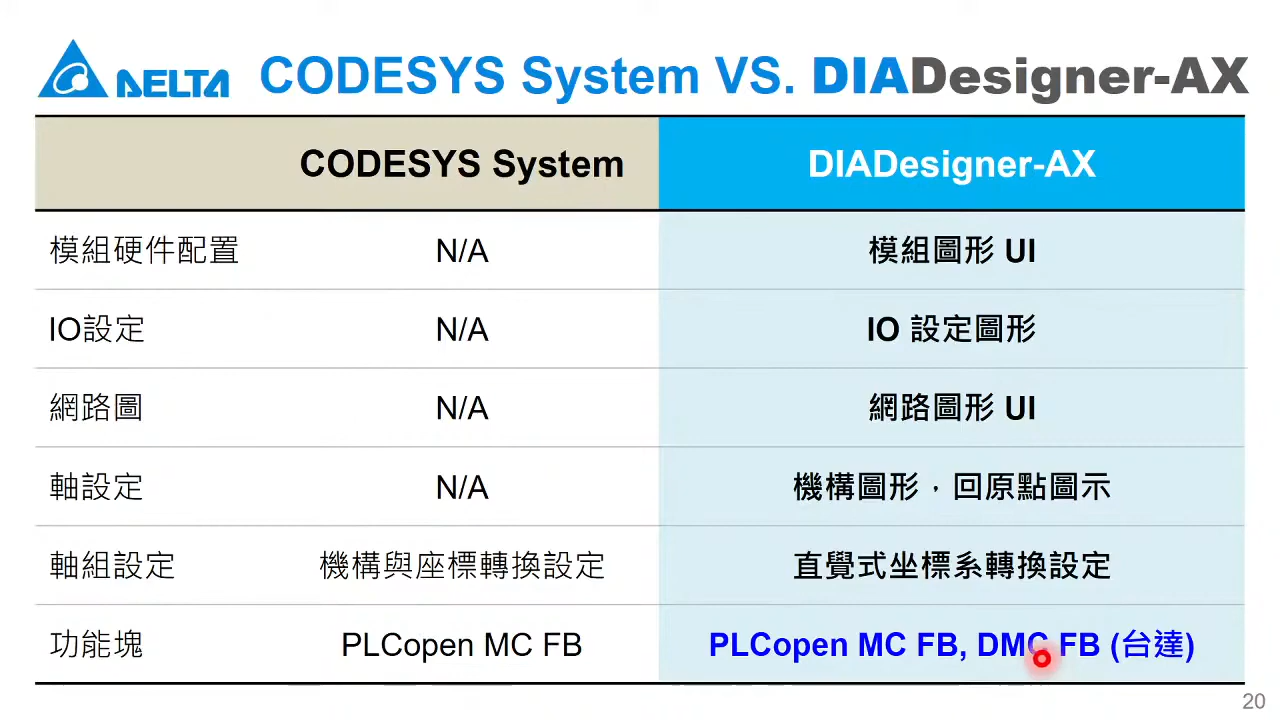 DELTA CODESYS System VS. DIADesigner-AX
CODESYS System DIADesigner-AX
模組硬件配置 N/A 模組圖形 UI
IO設定 N/A IO 設定圖形
網路圖 N/A 網路圖形 UI
軸設定 N/A 機構圖形，回原點圖示
軸組設定 機構與座標轉換設定 直覺式坐標系轉換設定
功能塊 PLCopen MC FB PLCopen MC FB, DMC FB (台達)
20